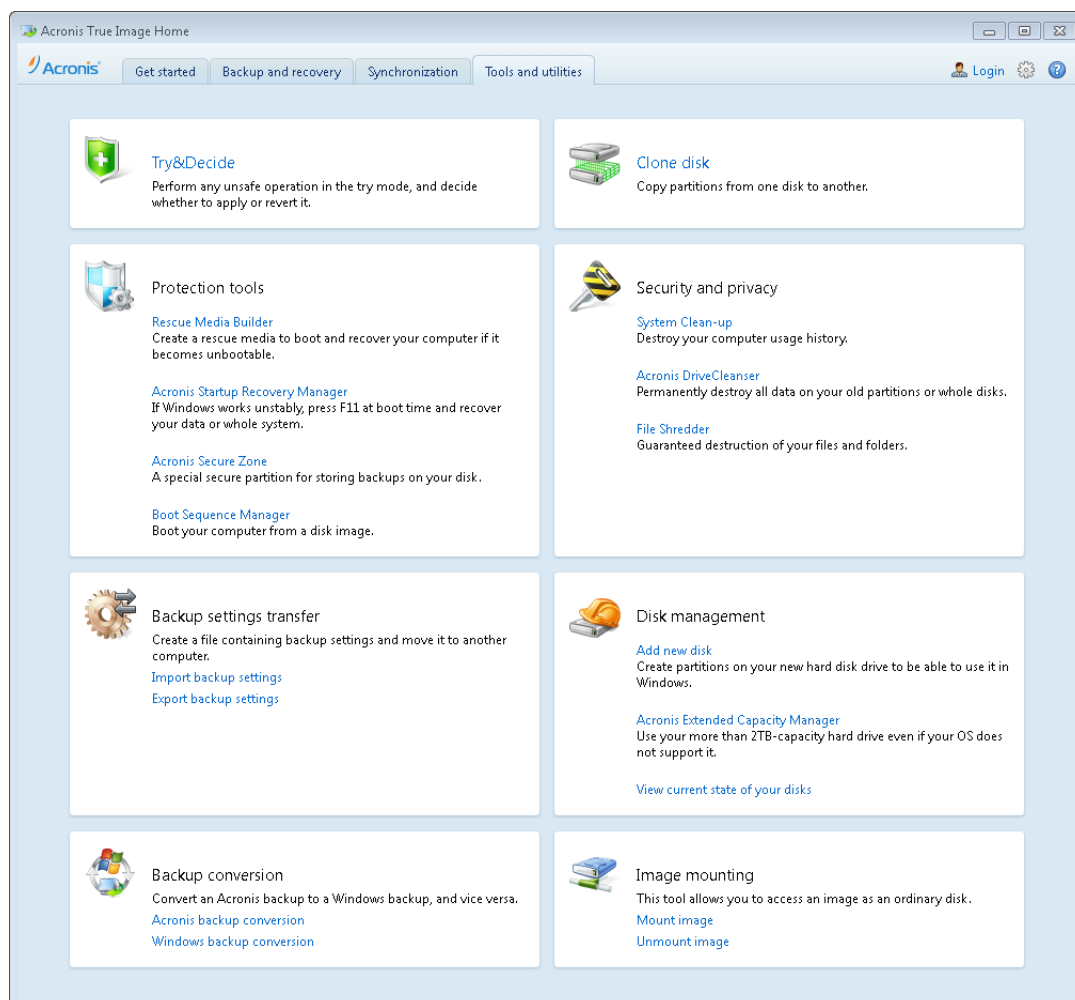 Acronis True Image Home
Acronis
Get started
Backup and recovery
Synchronization
Tools and utilities
Login
Try&Decide
Perform any unsafe operation in the try mode, and decide
whether to apply or revert it.
Clone disk
Copy partitions from one disk to another.
Protection tools
Rescue Media Builder
Create a rescue media to boot and recover your computer if it
becomes unbootable.
Acronis Startup Recovery Manager
If Windows works unstably, press F11 at boot time and recover
your data or whole system.
Acronis Secure Zone
A special secure partition for storing backups on your disk.
Boot Sequence Manager
Boot your computer from a disk image.
Security and privacy
System Clean-up
Destroy your computer usage history.
Acronis DriveCleanser
Permanently destroy all data on your old partitions or whole disks.
File Shredder
Guaranteed destruction of your files and folders.
Backup settings transfer
Create a file containing backup settings and move it to another
computer.
Import backup settings
Export backup settings
Disk management
Add new disk
Create partitions on your new hard disk drive to be able to use it in
Windows.
Acronis Extended Capacity Manager
Use your more than 2TB-capacity hard drive even if your OS does
not support it.
View current state of your disks
Backup conversion
Convert an Acronis backup to a Windows backup, and vice versa.
Acronis backup conversion
Windows backup conversion
Image mounting
This tool allows you to access an image as an ordinary disk.
Mount image
Unmount image